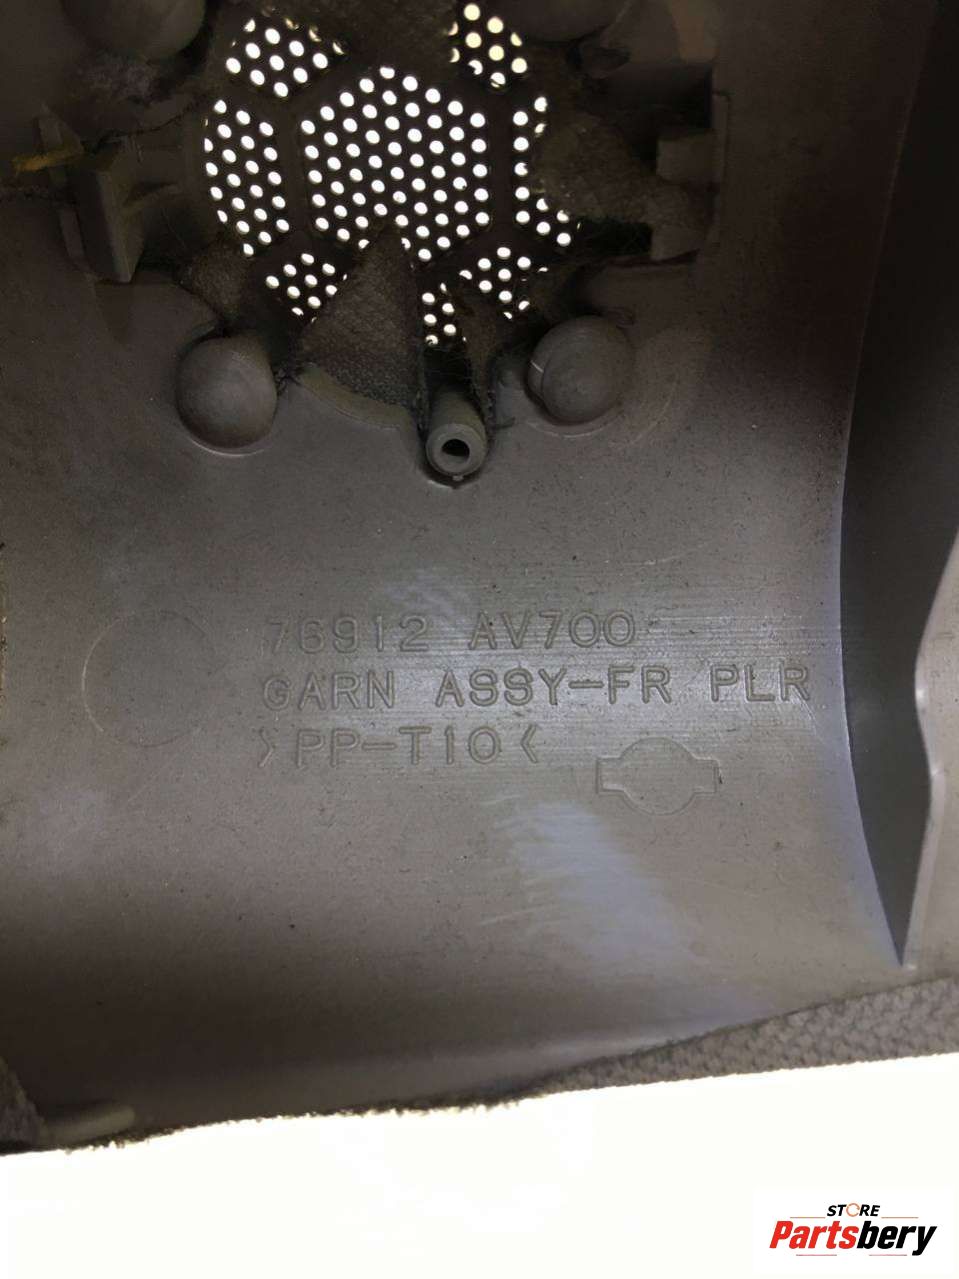 76912 AV700
GARN ASSY-FR PLR
>PP-T10<
STORE
Partsbery